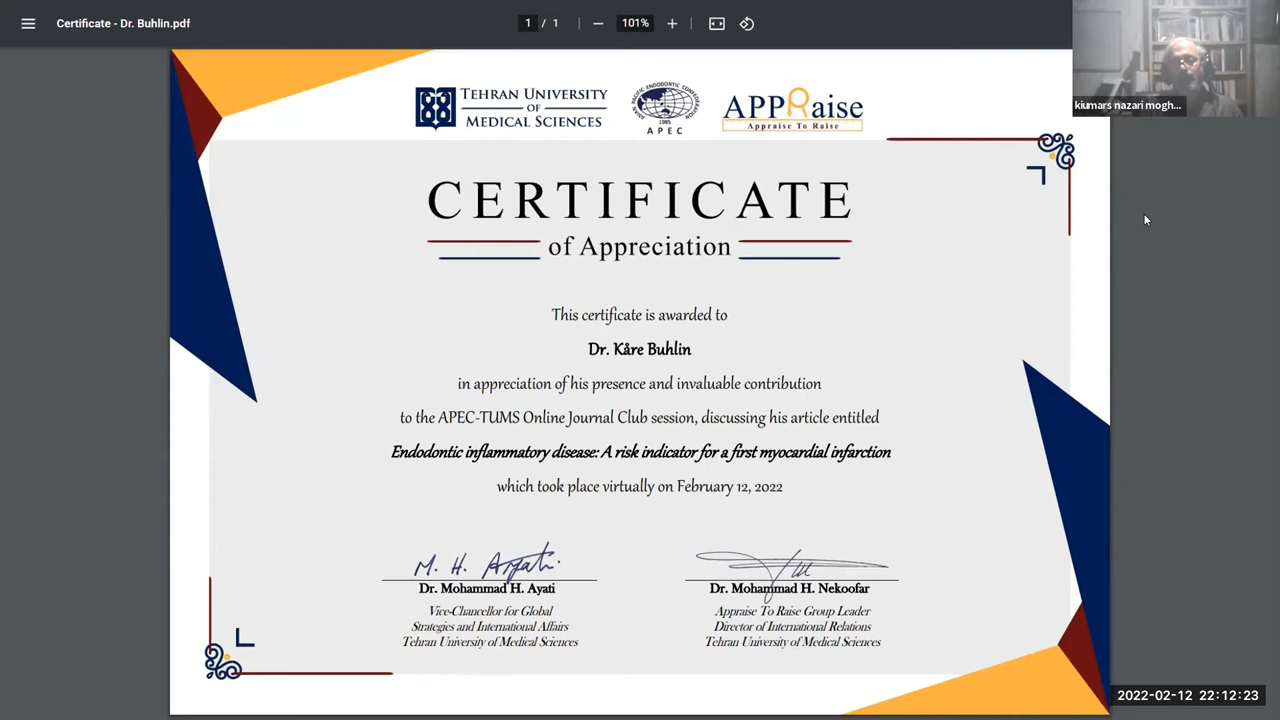 Certificate - Dr. Buhlin.pdf
1 / 1
101%
kiumars nazari mogh...
TEHRAN UNIVERSITY
OF
MEDICAL SCIENCES
ASIAN PACIFIC ENDODONTIC CONFEDERATION
1985
APEC
APPRaise
Appraise To Raise
CERTIFICATE
of Appreciation
This certificate is awarded to
Dr. Kåre Buhlin
in appreciation of his presence and invaluable contribution
to the APEC-TUMS Online Journal Club session, discussing his article entitled
Endodontic inflammatory disease: A risk indicator for a first myocardial infarction
which took place virtually on February 12, 2022
M. H. Ayati
Dr. Mohammad H. Ayati
Vice-Chancellor for Global
Strategies and International Affairs
Tehran University of Medical Sciences
Dr. Mohammad H. Nekoofar
Appraise To Raise Group Leader
Director of International Relations
Tehran University of Medical Sciences
2022-02-12 22:12:23